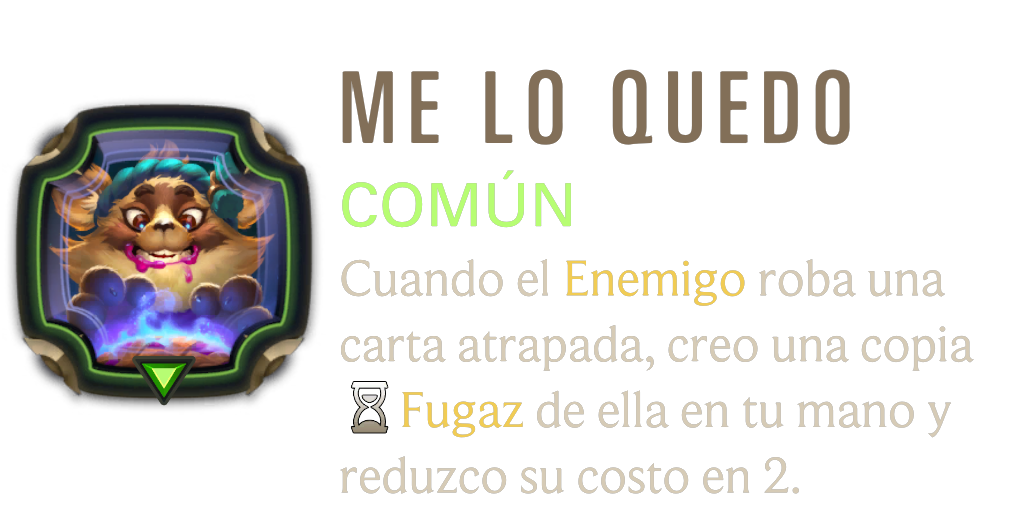 ME LO QUEDO
COMÚN
Cuando el Enemigo roba una
carta atrapada, creo una copia
Fugaz de ella en tu mano y
reduzco su costo en 2.